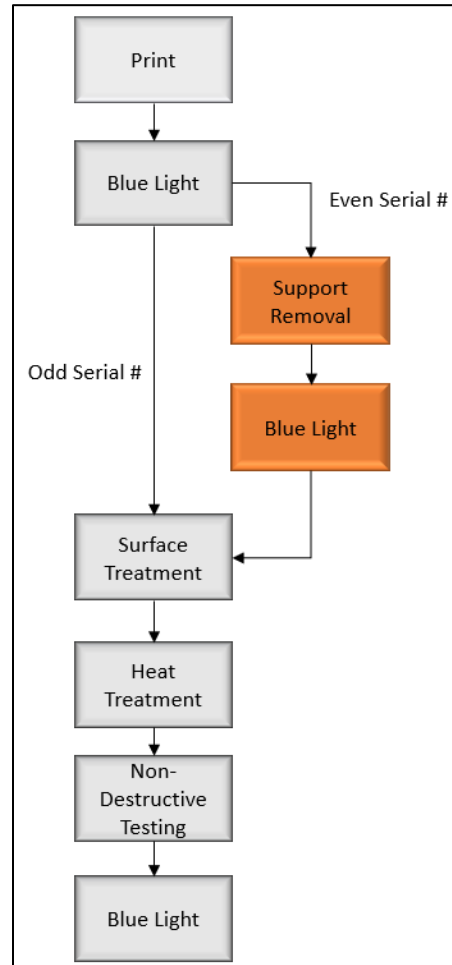 Print
Blue Light
Even Serial #
Support
Removal
Odd Serial #
Blue Light
Surface
Treatment
Heat
Treatment
Non-
Destructive
Testing
Blue Light